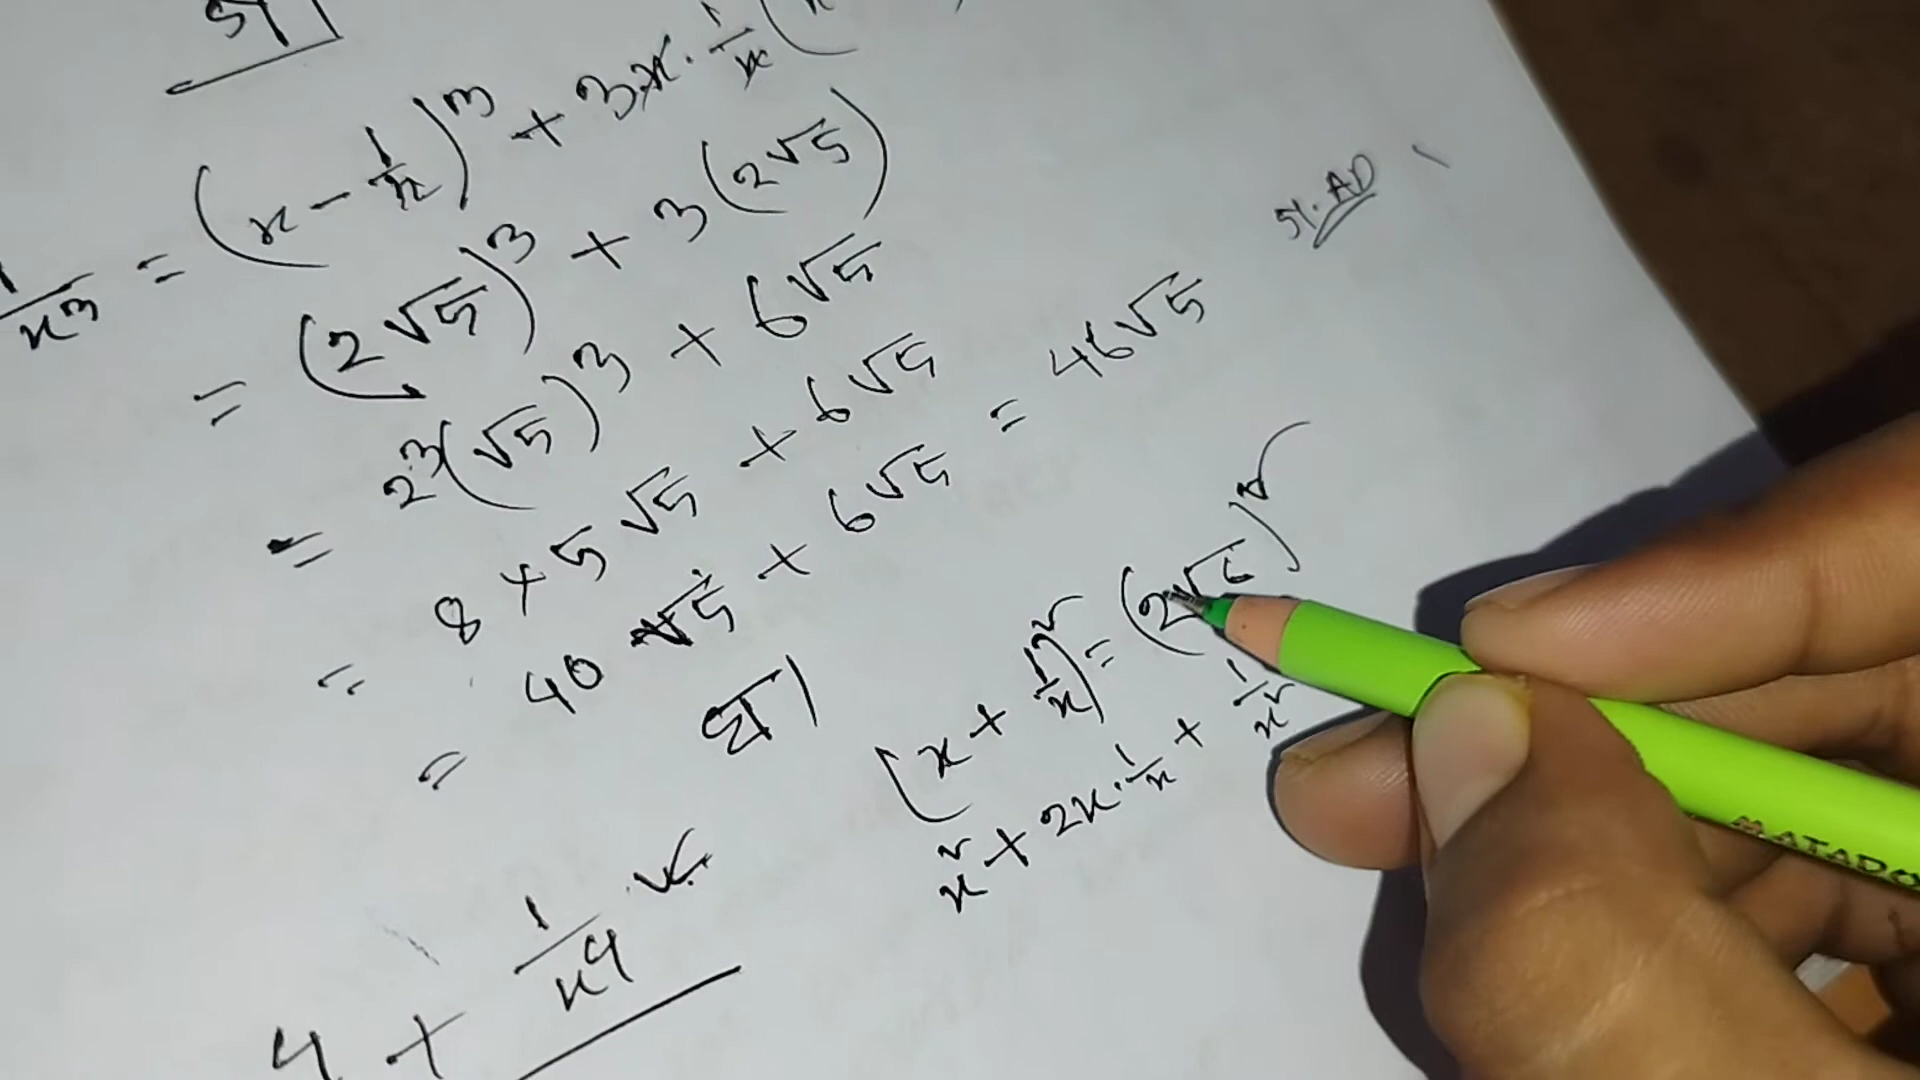 গ।
1/x³ = (x - 1/x)³ + 3x · 1/x (
= (2√5)³ + 3(2√5)
= 2³(√5)³ + 6√5
= 8 × 5√5 + 6√5
= 40√5 + 6√5 = 46√5
ঘ।
(x + 1/x)² = (2√6)²
x² + 2x · 1/x + 1/x²
4 + 1/x⁴
MATADO